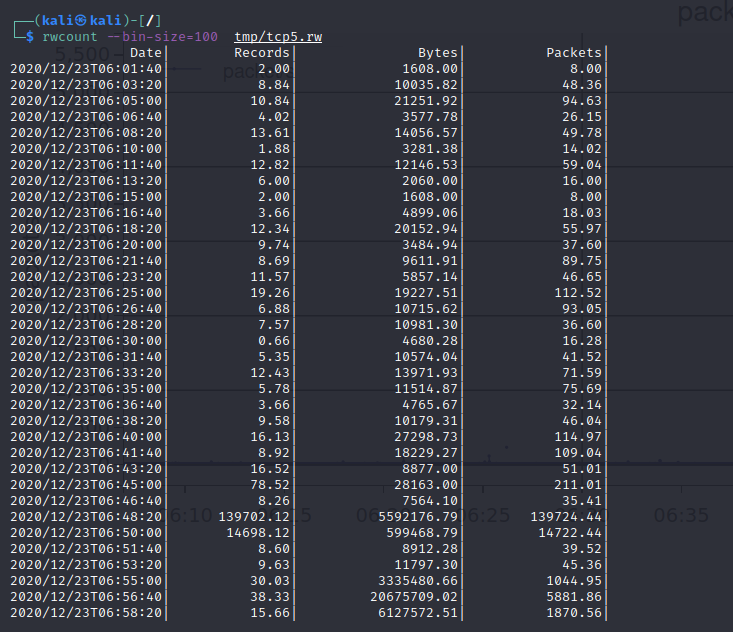 ┌──(kali㉿kali)-[/]
└─$ rwcount --bin-size=100  tmp/tcp5.rw
Date| Records| Bytes| Packets|
2020/12/23T06:01:40| 2.00| 1608.00| 8.00|
2020/12/23T06:03:20| 8.84| 10035.82| 48.36|
2020/12/23T06:05:00| 10.84| 21251.92| 94.63|
2020/12/23T06:06:40| 4.02| 3577.78| 26.15|
2020/12/23T06:08:20| 13.61| 14056.57| 49.78|
2020/12/23T06:10:00| 1.88| 3281.38| 14.02|
2020/12/23T06:11:40| 12.82| 12146.53| 59.04|
2020/12/23T06:13:20| 6.00| 2060.00| 16.00|
2020/12/23T06:15:00| 2.00| 1608.00| 8.00|
2020/12/23T06:16:40| 3.66| 4899.06| 18.03|
2020/12/23T06:18:20| 12.34| 20152.94| 55.97|
2020/12/23T06:20:00| 9.74| 3484.94| 37.60|
2020/12/23T06:21:40| 8.69| 9611.91| 89.75|
2020/12/23T06:23:20| 11.57| 5857.14| 46.65|
2020/12/23T06:25:00| 19.26| 19227.51| 112.52|
2020/12/23T06:26:40| 6.88| 10715.62| 93.05|
2020/12/23T06:28:20| 7.57| 10981.30| 36.60|
2020/12/23T06:30:00| 0.66| 4680.28| 16.28|
2020/12/23T06:31:40| 5.35| 10574.04| 41.52|
2020/12/23T06:33:20| 12.43| 13971.93| 71.59|
2020/12/23T06:35:00| 5.78| 11514.87| 75.69|
2020/12/23T06:36:40| 3.66| 4765.67| 32.14|
2020/12/23T06:38:20| 9.58| 10179.31| 46.04|
2020/12/23T06:40:00| 16.13| 27298.73| 114.97|
2020/12/23T06:41:40| 8.92| 18229.27| 109.04|
2020/12/23T06:43:20| 16.52| 8877.00| 51.01|
2020/12/23T06:45:00| 78.52| 28163.00| 211.01|
2020/12/23T06:46:40| 8.26| 7564.10| 35.41|
2020/12/23T06:48:20| 139702.12| 5592176.79| 139724.44|
2020/12/23T06:50:00| 14698.12| 599468.79| 14722.44|
2020/12/23T06:51:40| 8.60| 8912.28| 39.52|
2020/12/23T06:53:20| 9.63| 11797.30| 45.36|
2020/12/23T06:55:00| 30.03| 3335480.66| 1044.95|
2020/12/23T06:56:40| 38.33| 20675709.02| 5881.86|
2020/12/23T06:58:20| 15.66| 6127572.51| 1870.56|
pack
5,500
06:10
06:25
06:35